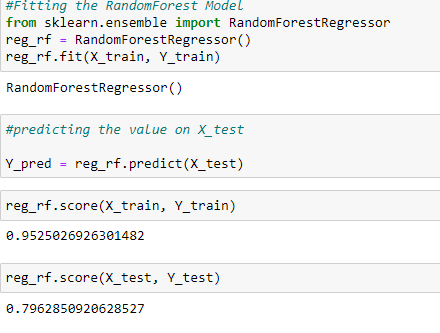 #Fitting the RandomForest Model
from sklearn.ensemble import RandomForestRegressor
reg_rf = RandomForestRegressor()
reg_rf.fit(X_train, Y_train)
RandomForestRegressor()
#predicting the value on X_test
Y_pred = reg_rf.predict(X_test)
reg_rf.score(X_train, Y_train)
0.9525026926301482
reg_rf.score(X_test, Y_test)
0.7962850920628527